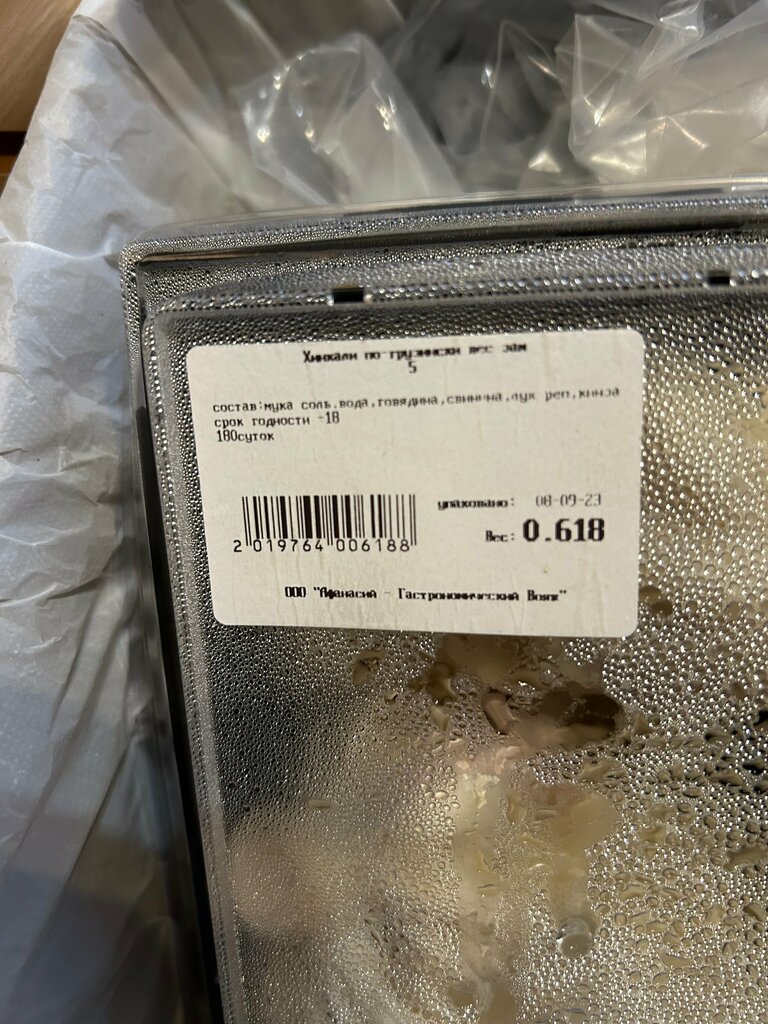 Хинкали по-грузински вес зам
5
состав:мука соль,вода,говядина,свинина,лук реп,кинза
срок годности -18
180суток
упаковано: 08-09-23
Вес: 0.618
2 019764 006188
ООО "Афанасий - Гастрономический Вояж"